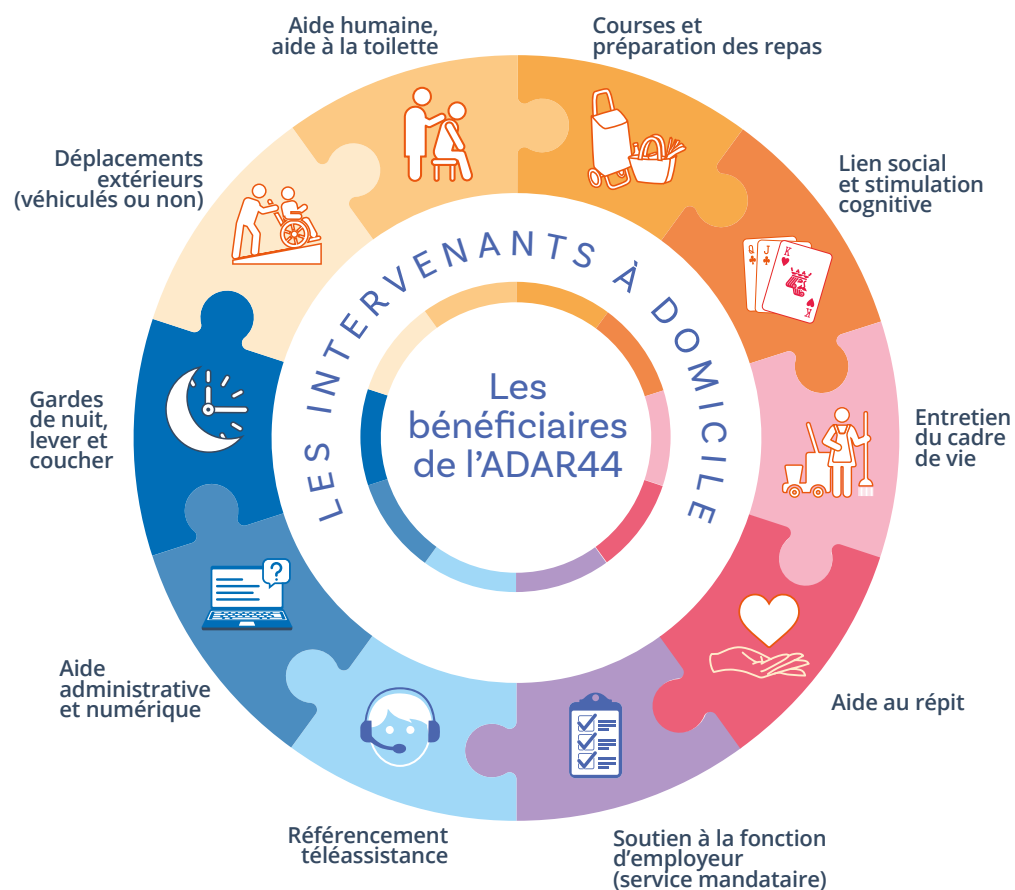 Aide humaine,
aide à la toilette
Courses et
préparation des repas
Déplacements
extérieurs
(véhiculés ou non)
Lien social
et stimulation
cognitive
LES INTERVENANTS À DOMICILE
Les
bénéficiaires
de l'ADAR44
Gardes
de nuit,
lever et
coucher
Entretien
du cadre
de vie
Aide
administrative
et numérique
Aide au répit
Référencement
téléassistance
Soutien à la fonction
d'employeur
(service mandataire)
Q
J
K
K
?